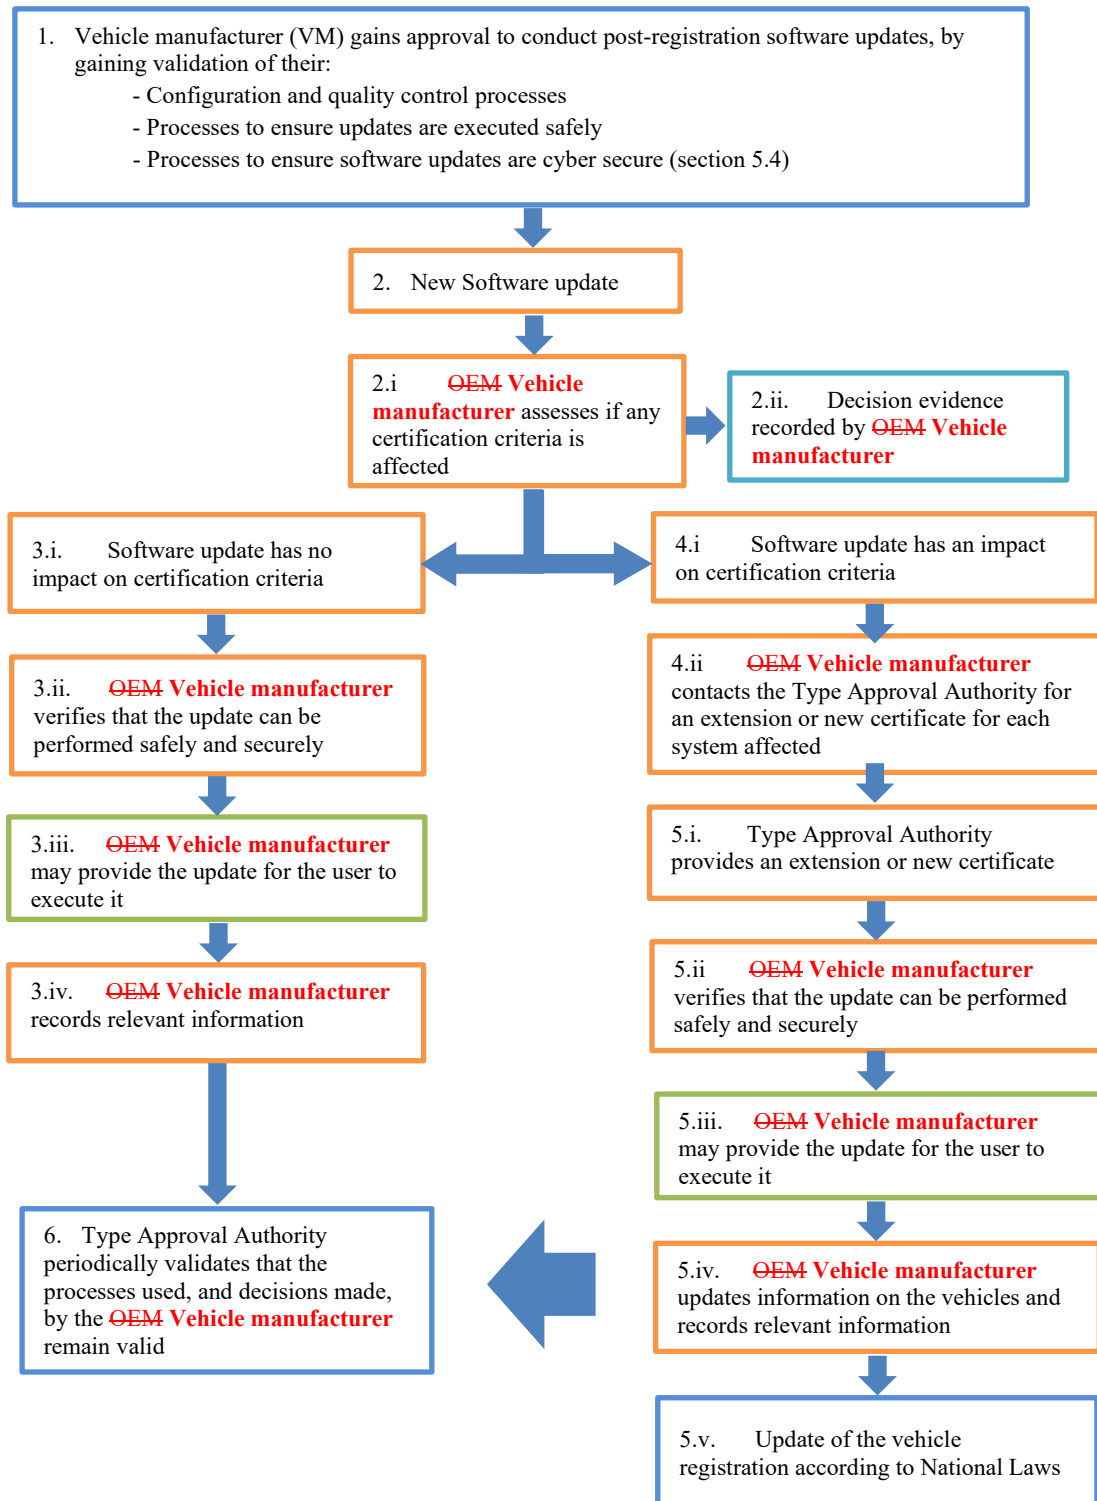 1. Vehicle manufacturer (VM) gains approval to conduct post-registration software updates, by
gaining validation of their:
- Configuration and quality control processes
- Processes to ensure updates are executed safely
- Processes to ensure software updates are cyber secure (section 5.4)
2. New Software update
2.i OEM Vehicle
manufacturer assesses if any
certification criteria is
affected
2.ii. Decision evidence
recorded by OEM Vehicle
manufacturer
3.i. Software update has no
impact on certification criteria
4.i Software update has an impact
on certification criteria
3.ii. OEM Vehicle manufacturer
verifies that the update can be
performed safely and securely
4.ii OEM Vehicle manufacturer
contacts the Type Approval Authority for
an extension or new certificate for each
system affected
3.iii. OEM Vehicle manufacturer
may provide the update for the user to
execute it
5.i. Type Approval Authority
provides an extension or new certificate
3.iv. OEM Vehicle manufacturer
records relevant information
5.ii OEM Vehicle manufacturer
verifies that the update can be performed
safely and securely
5.iii. OEM Vehicle manufacturer
may provide the update for the user to
execute it
6. Type Approval Authority
periodically validates that the
processes used, and decisions made,
by the OEM Vehicle manufacturer
remain valid
5.iv. OEM Vehicle manufacturer
updates information on the vehicles and
records relevant information
5.v. Update of the vehicle
registration according to National Laws